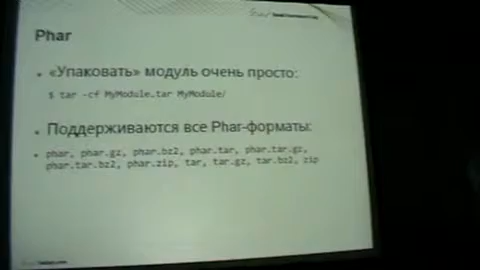 Phar
• «Упаковать» модуль очень просто:
$ tar -cf MyModule.tar MyModule/
• Поддерживаются все Phar-форматы:
• phar, phar.gz, phar.bz2, phar.tar, phar.tar.gz,
phar.tar.bz2, phar.zip, tar, tar.gz, tar.bz2, zip